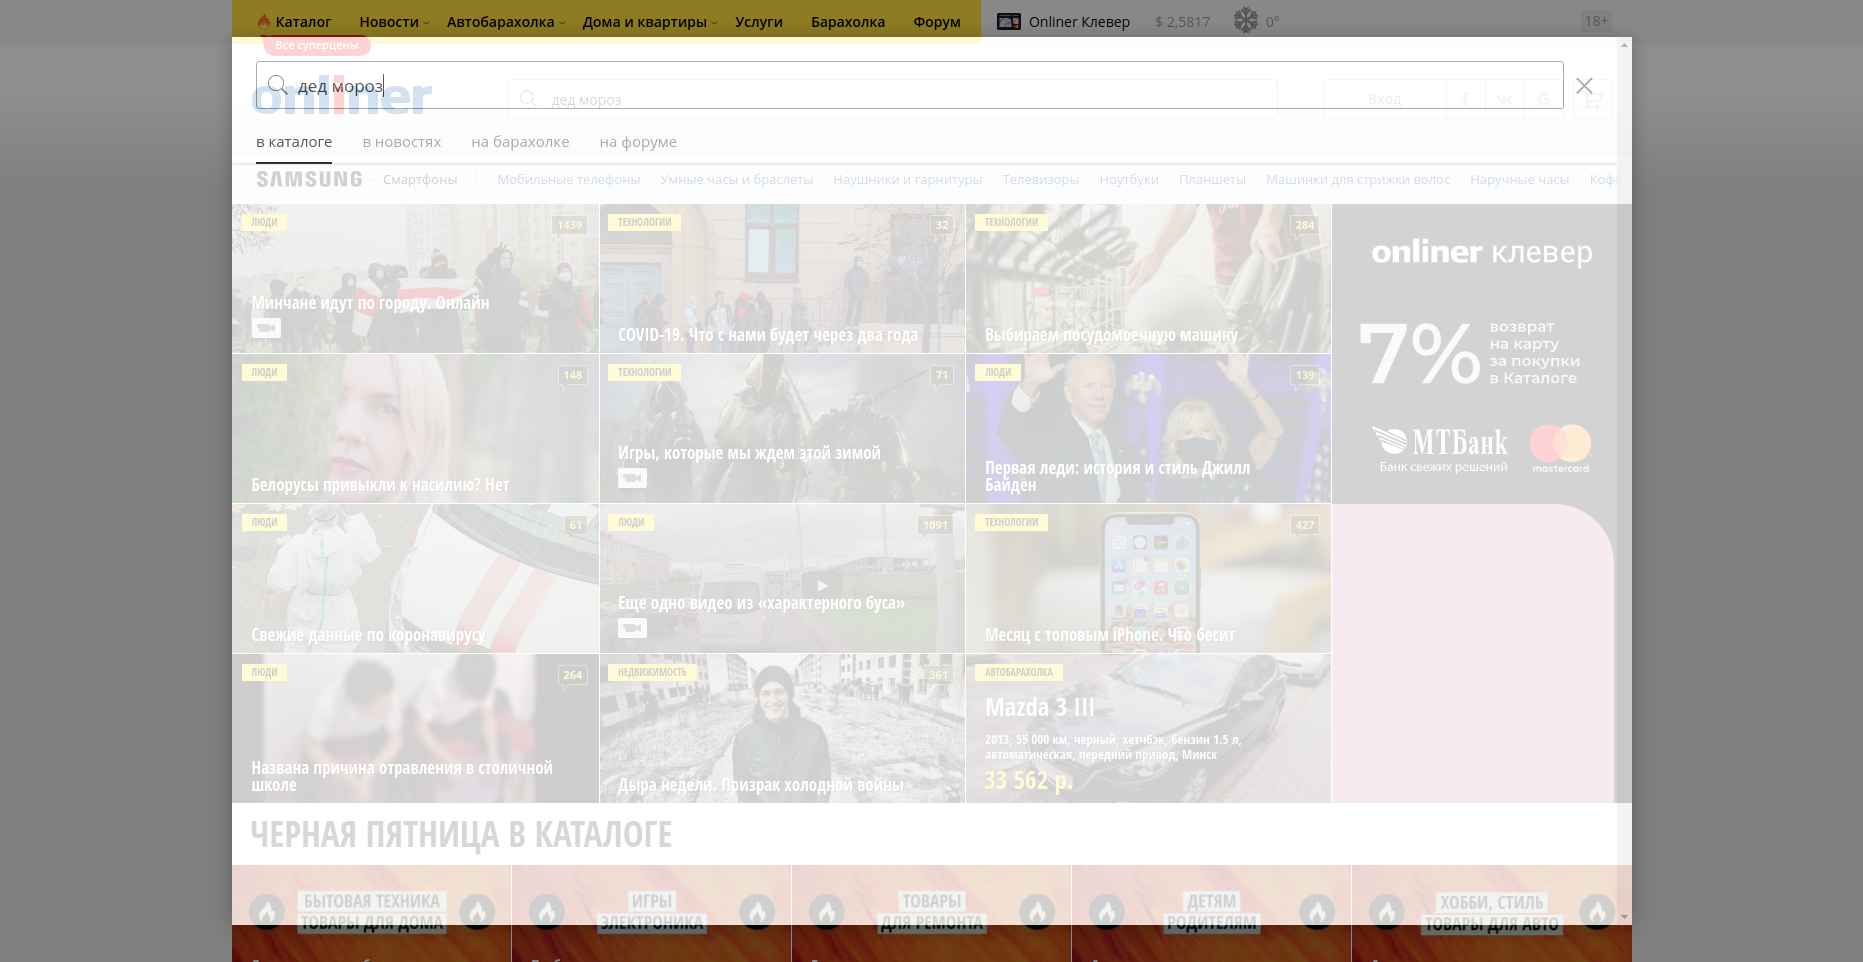 Каталог Новости Автобарахолка Дома и квартиры Услуги Барахолка Форум Onliner Клевер $ 2,5817 0° 18+
Все суперцены
дед мороз
onliner
дед мороз
Вход
в каталоге в новостях на барахолке на форуме
SAMSUNG Смартфоны Мобильные телефоны Умные часы и браслеты Наушники и гарнитуры Телевизоры Ноутбуки Планшеты Машинки для стрижки волос Наручные часы Кофе
ЛЮДИ 1439
Минчане идут по городу. Онлайн
ТЕХНОЛОГИИ 32
COVID-19. Что с нами будет через два года
ТЕХНОЛОГИИ 284
Выбираем посудомоечную машину
onliner клевер
7%
возврат
на карту
за покупки
в Каталоге
МТБанк
Банк свежих решений
mastercard.
ЛЮДИ 148
Белорусы привыкли к насилию? Нет
ТЕХНОЛОГИИ 71
Игры, которые мы ждем этой зимой
ЛЮДИ 139
Первая леди: история и стиль Джилл
Байден
ЛЮДИ 61
Свежие данные по коронавирусу
ЛЮДИ 1091
Еще одно видео из «характерного буса»
ТЕХНОЛОГИИ 427
Месяц с топовым iPhone. Что бесит
ЛЮДИ 264
Названа причина отравления в столичной
школе
НЕДВИЖИМОСТЬ 361
Дыра недели. Призрак холодной войны
АВТОБАРАХОЛКА
Mazda 3 III
2013, 55 000 км, черный, хетчбэк, бензин 1.5 л,
автоматическая, передний привод, Минск
33 562 р.
ЧЕРНАЯ ПЯТНИЦА В КАТАЛОГЕ
БЫТОВАЯ ТЕХНИКА
ТОВАРЫ ДЛЯ ДОМА
ИГРЫ
ЭЛЕКТРОНИКА
ТОВАРЫ
ДЛЯ РЕМОНТА
ДЕТЯМ
РОДИТЕЛЯМ
ХОББИ, СТИЛЬ
ТОВАРЫ ДЛЯ АВТО